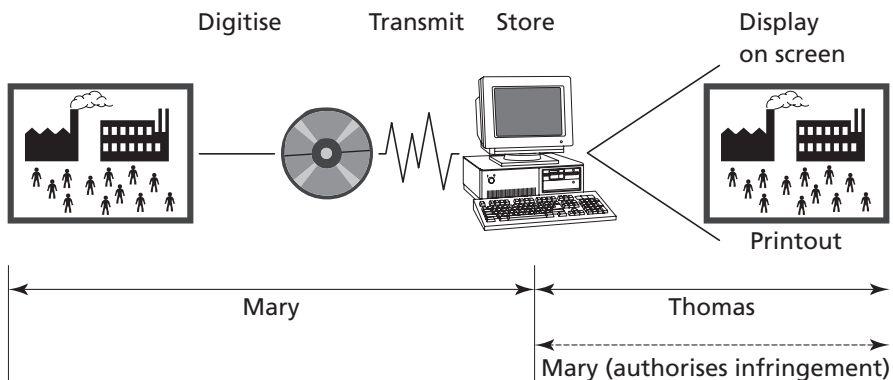 Digitise
Transmit
Store
Display
on screen
Printout
Mary
Thomas
Mary (authorises infringement)